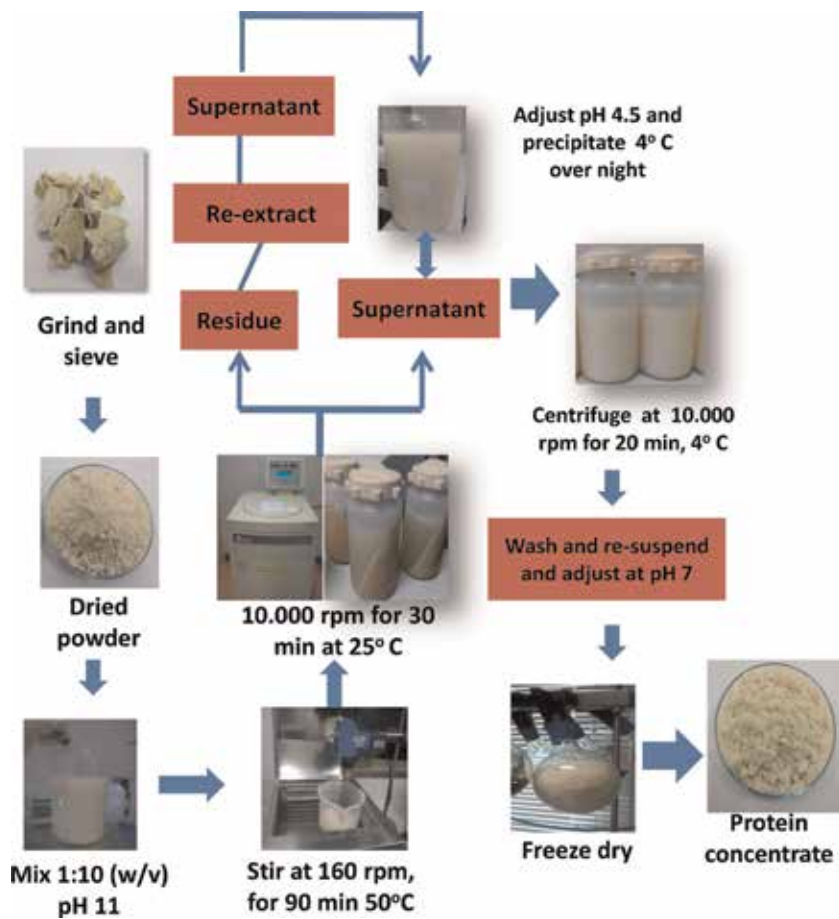 Grind and
sieve
Dried
powder
Mix 1:10 (w/v)
pH 11
Stir at 160 rpm,
for 90 min 50°C
10.000 rpm for 30
min at 25° C
Residue
Re-extract
Supernatant
Supernatant
Adjust pH 4.5 and
precipitate 4° C
over night
Centrifuge at 10.000
rpm for 20 min, 4° C
Wash and re-suspend
and adjust at pH 7
Freeze dry
Protein
concentrate